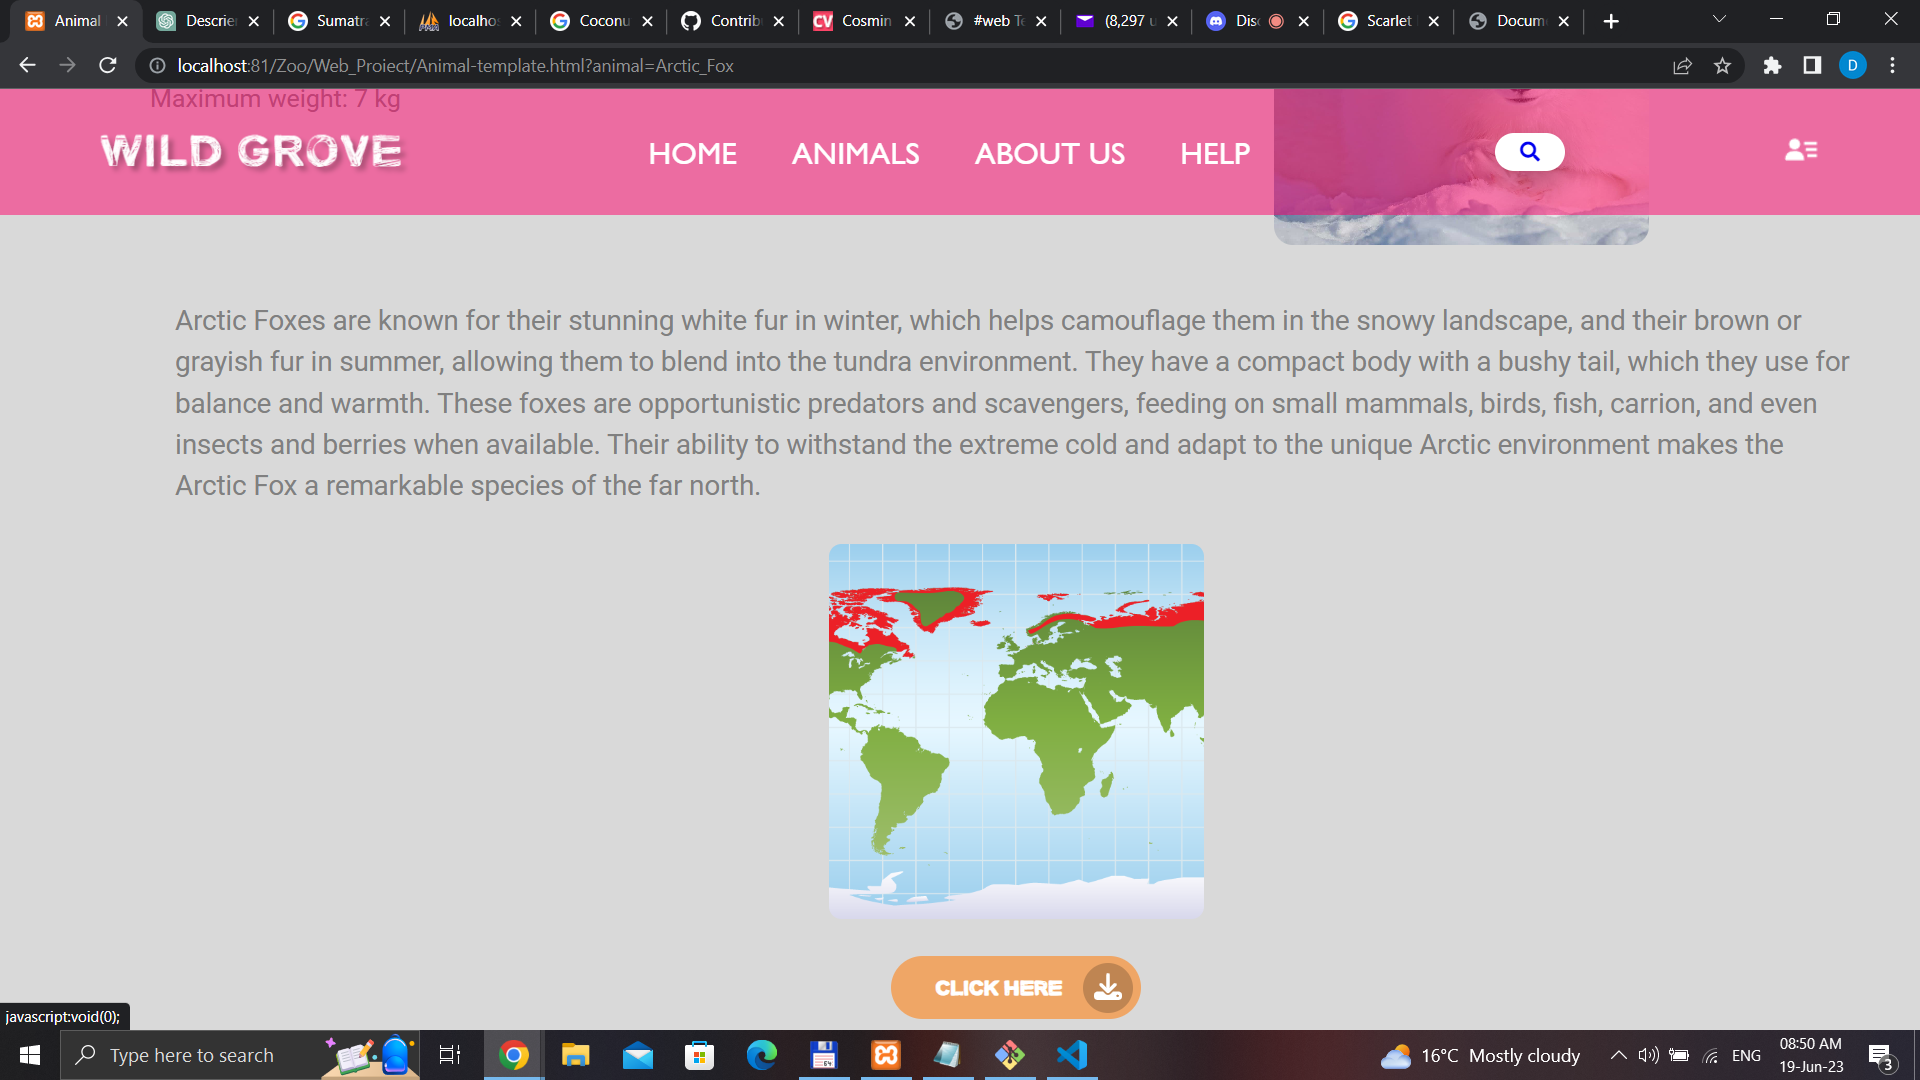 Animal
Descrier
Sumatra
localhos
Coconu
Contrib
CV
Cosmin
#web Te
(8,297 u
Disc
Scarlet
Docum
localhost:81/Zoo/Web_Proiect/Animal-template.html?animal=Arctic_Fox
D
Maximum weight: 7 kg
WILD GROVE
HOME
ANIMALS
ABOUT US
HELP
Arctic Foxes are known for their stunning white fur in winter, which helps camouflage them in the snowy landscape, and their brown or
grayish fur in summer, allowing them to blend into the tundra environment. They have a compact body with a bushy tail, which they use for
balance and warmth. These foxes are opportunistic predators and scavengers, feeding on small mammals, birds, fish, carrion, and even
insects and berries when available. Their ability to withstand the extreme cold and adapt to the unique Arctic environment makes the
Arctic Fox a remarkable species of the far north.
CLICK HERE
javascript:void(0);
Type here to search
64
16°C Mostly cloudy
ENG
08:50 AM
19-Jun-23
3